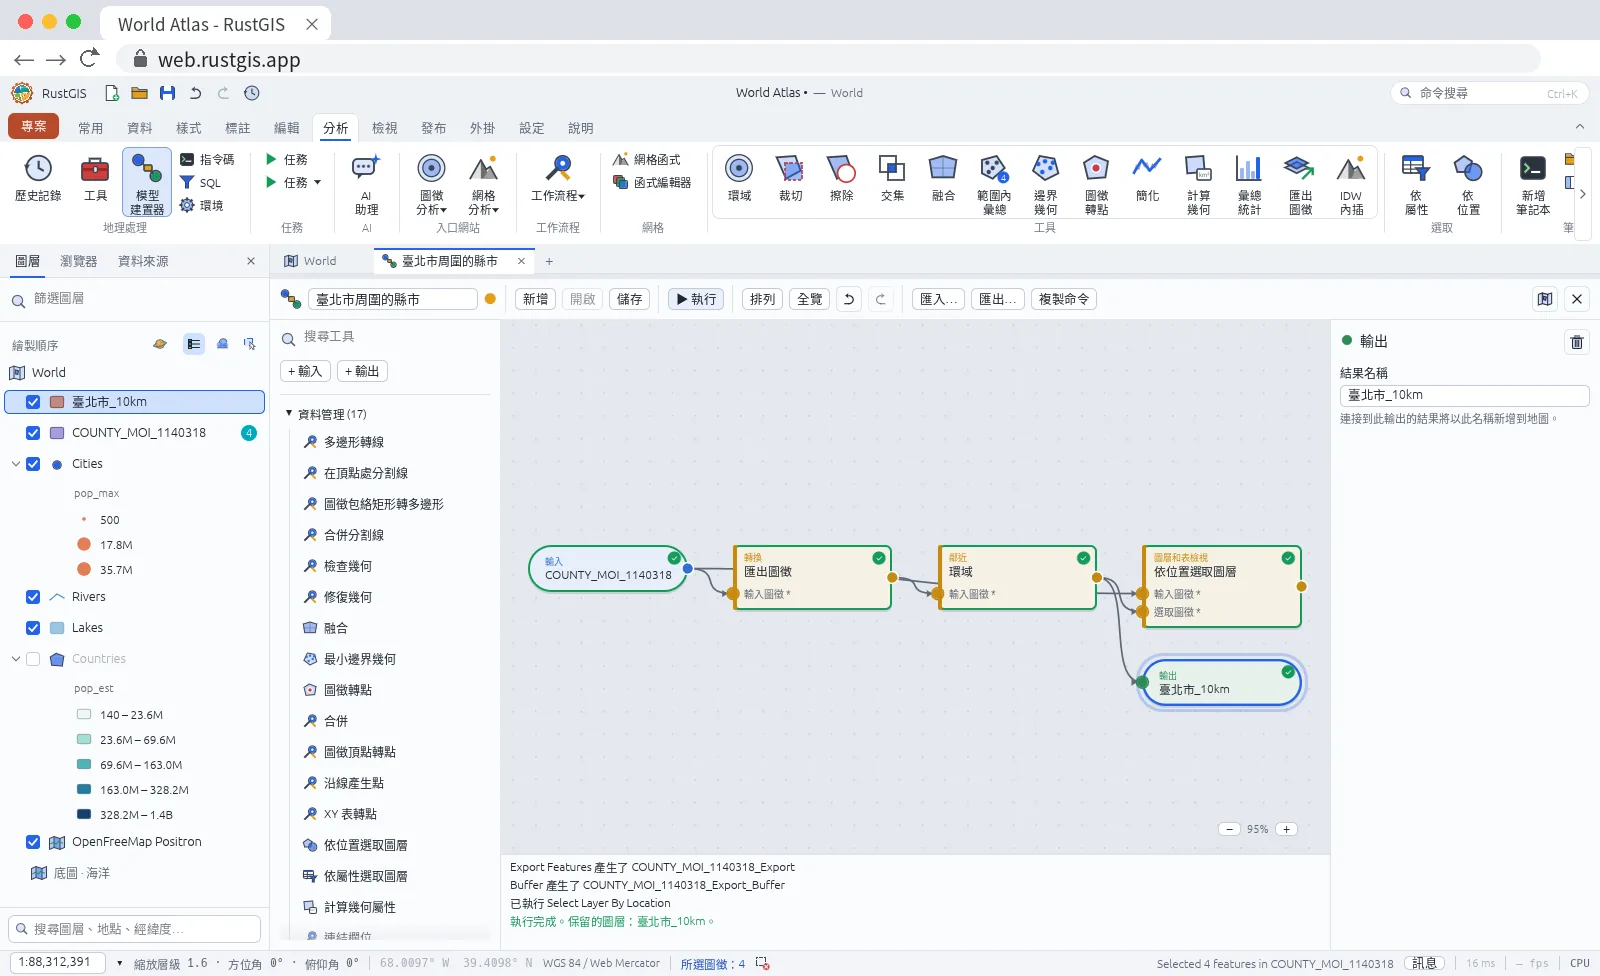 World Atlas - RustGIS
web.rustgis.app
RustGIS
World Atlas • — World
命令搜尋 Ctrl+K
專案 常用 資料 樣式 標註 編輯 分析 檢視 發布 外掛 設定 說明
歷史記錄 工具 模型建置器 指令碼 SQL 環境 地理處理
任務 任務 任務
AI 助理 AI
圖徵分析 網格分析 入口網站
工作流程 工作流程
網格函式 函式編輯器 網格
環域 裁切 擦除 交集 融合 範圍內彙總 邊界幾何 圖徵轉點 簡化 計算幾何 彙總統計 匯出圖徵 IDW 內插 工具
依屬性 依位置 選取
新增筆記本 筆
圖層 瀏覽器 資料來源
World 臺北市周圍的縣市
篩選圖層
臺北市周圍的縣市 新增 開啟 儲存 執行 排列 全覽 匯入… 匯出… 複製命令
繪製順序
World
臺北市_10km
COUNTY_MOI_1140318 4
Cities
pop_max
500
17.8M
35.7M
Rivers
Lakes
Countries
pop_est
140 – 23.6M
23.6M – 69.6M
69.6M – 163.0M
163.0M – 328.2M
328.2M – 1.4B
OpenFreeMap Positron
底圖 · 海洋
搜尋圖層、地點、經緯度…
搜尋工具
+ 輸入 + 輸出
資料管理 (17)
多邊形轉線
在頂點處分割線
圖徵包絡矩形轉多邊形
合併分割線
檢查幾何
修復幾何
融合
最小邊界幾何
圖徵轉點
合併
圖徵頂點轉點
沿線產生點
XY 表轉點
依位置選取圖層
依屬性選取圖層
計算幾何屬性
連結欄位
輸入
COUNTY_MOI_1140318
轉換
匯出圖徵
輸入圖徵 *
鄰近
環域
輸入圖徵 *
圖層和表檢視
依位置選取圖層
輸入圖徵 *
選取圖徵 *
輸出
臺北市_10km
95%
Export Features 產生了 COUNTY_MOI_1140318_Export
Buffer 產生了 COUNTY_MOI_1140318_Export_Buffer
已執行 Select Layer By Location
執行完成。保留的圖層：臺北市_10km。
輸出
結果名稱
臺北市_10km
連接到此輸出的結果將以此名稱新增到地圖。
1:88,312,391 縮放層級 1.6 · 方位角 0° · 俯仰角 0° 68.0097° W 39.4098° N WGS 84 / Web Mercator 所選圖徵：4
Selected 4 features in COUNTY_MOI_1140318 訊息 16 ms — fps CPU